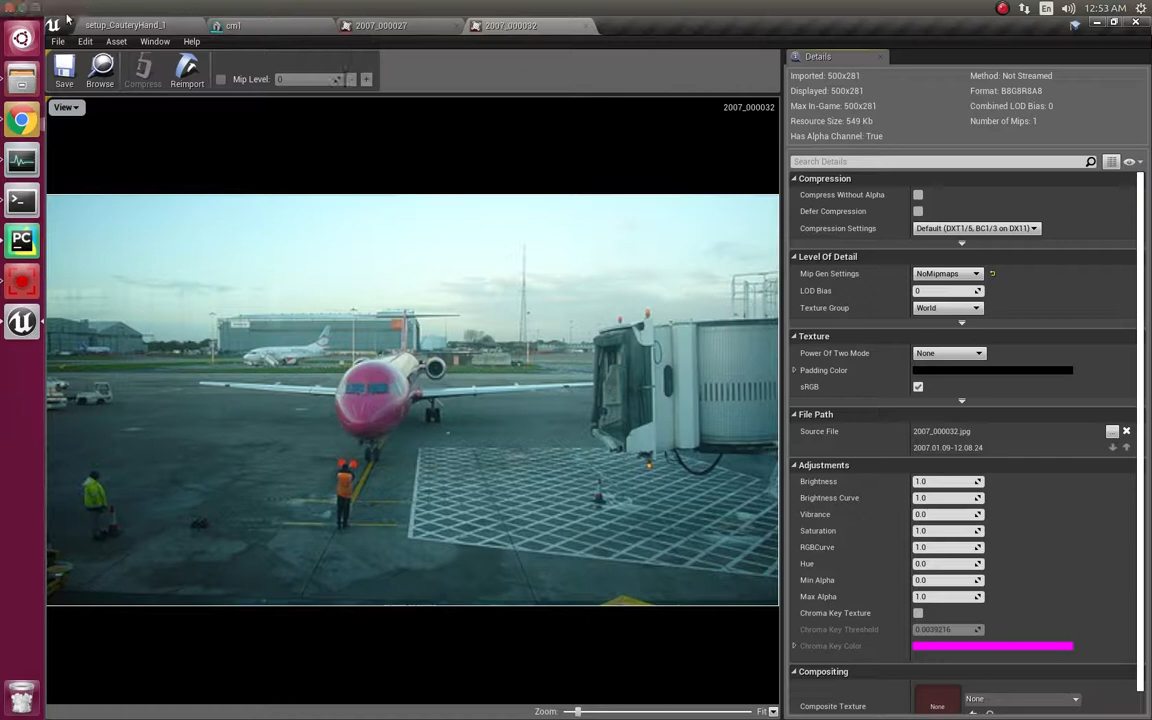 En
12:53 AM
setup_CauteryHand_1
cm1
2007_000027
2007_000032
File Edit Asset Window Help
Save
Browse
Compress
Reimport
Mip Level: 0
View
2007_000032
Zoom:
Fit
Details
Imported: 500x281
Method: Not Streamed
Displayed: 500x281
Format: B8G8R8A8
Max In-Game: 500x281
Combined LOD Bias: 0
Resource Size: 549 Kb
Number of Mips: 1
Has Alpha Channel: True
Search Details
Compression
Compress Without Alpha
Defer Compression
Compression Settings Default (DXT1/5, BC1/3 on DX11)
Level Of Detail
Mip Gen Settings NoMipmaps
LOD Bias 0
Texture Group World
Texture
Power Of Two Mode None
Padding Color
sRGB
File Path
Source File 2007_000032.jpg
2007.01.09-12.08.24
Adjustments
Brightness 1.0
Brightness Curve 1.0
Vibrance 0.0
Saturation 1.0
RGBCurve 1.0
Hue 0.0
Min Alpha 0.0
Max Alpha 1.0
Chroma Key Texture
Chroma Key Threshold 0.0039216
Chroma Key Color
Compositing
Composite Texture None None